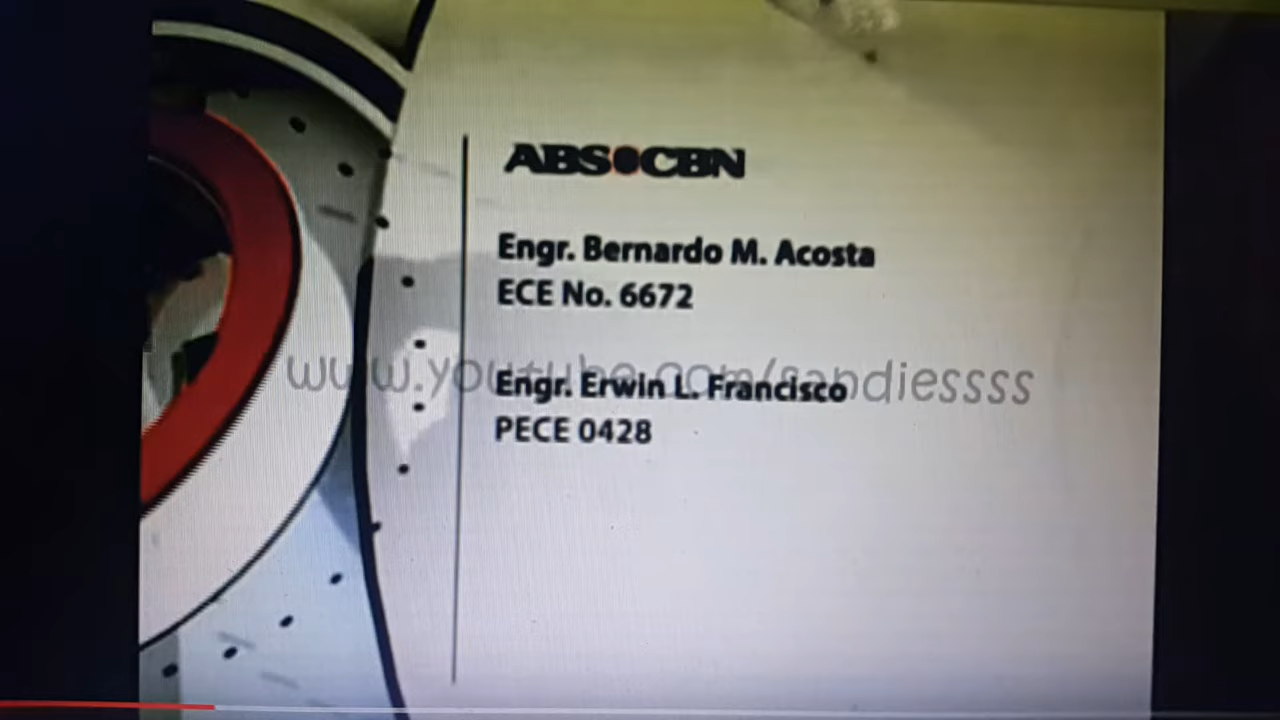 ABS CBN
Engr. Bernardo M. Acosta
ECE No. 6672
www.youtube.com/sandiessss
Engr. Erwin L. Francisco
PECE 0428